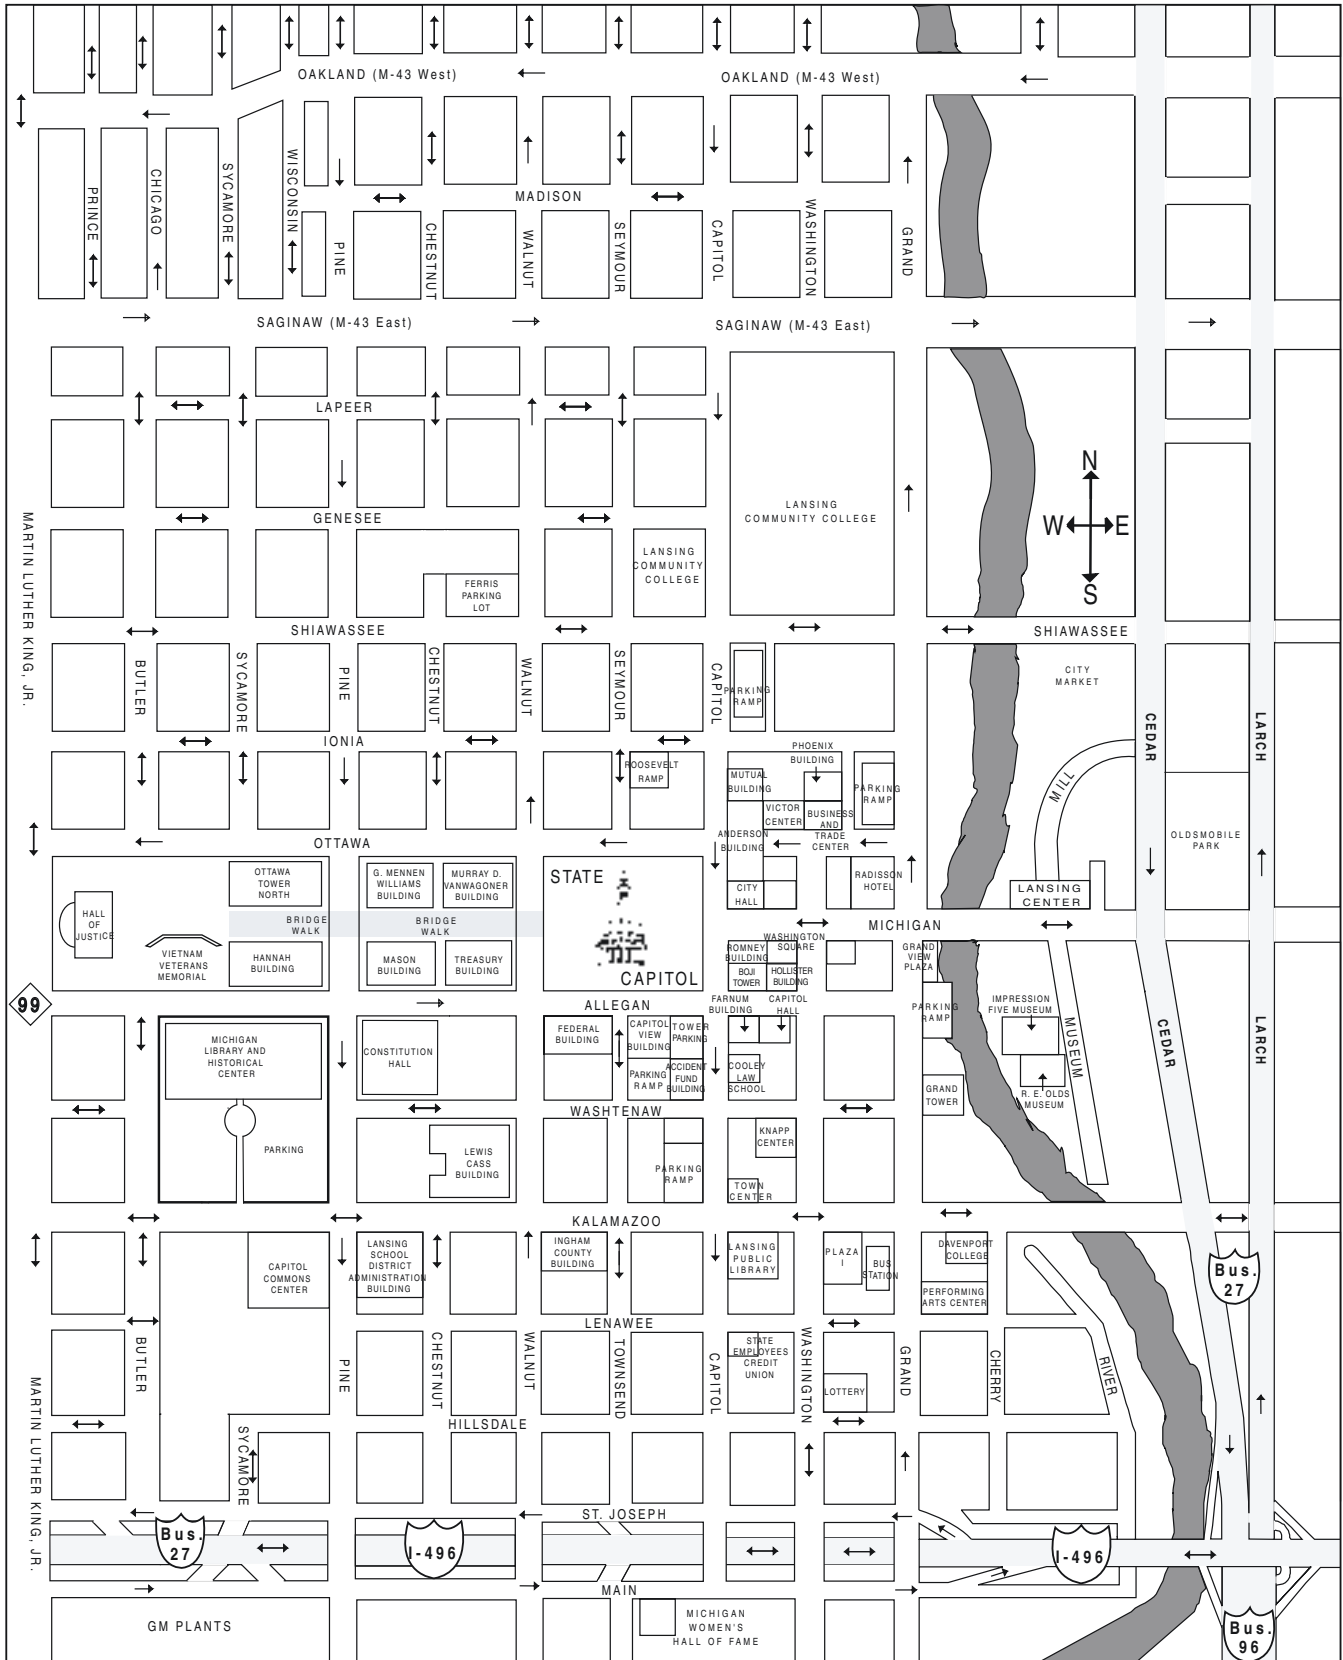 OAKLAND (M-43 West)
OAKLAND (M-43 West)
PRINCE
CHICAGO
SYCAMORE
WISCONSIN
PINE
CHESTNUT
WALNUT
SEYMOUR
CAPITOL
WASHINGTON
GRAND
MADISON
SAGINAW (M-43 East)
SAGINAW (M-43 East)
LAPEER
LANSING
COMMUNITY COLLEGE
N
W
E
S
GENESEE
MARTIN LUTHER KING, JR.
LANSING
COMMUNITY
COLLEGE
FERRIS
PARKING
LOT
SHIAWASSEE
SHIAWASSEE
BUTLER
SYCAMORE
PINE
CHESTNUT
WALNUT
SEYMOUR
CAPITOL
PARKING
RAMP
CITY
MARKET
CEDAR
LARCH
IONIA
ROOSEVELT
RAMP
PHOENIX
BUILDING
MUTUAL
BUILDING
VICTOR
CENTER
BUSINESS
AND
TRADE
CENTER
PARKING
RAMP
MILL
ANDERSON
BUILDING
OLDSMOBILE
PARK
OTTAWA
OTTAWA
TOWER
NORTH
G. MENNEN
WILLIAMS
BUILDING
MURRAY D.
VANWAGONER
BUILDING
STATE
CAPITOL
CITY
HALL
RADISSON
HOTEL
LANSING
CENTER
HALL
OF
JUSTICE
BRIDGE
WALK
BRIDGE
WALK
MICHIGAN
VIETNAM
VETERANS
MEMORIAL
HANNAH
BUILDING
MASON
BUILDING
TREASURY
BUILDING
ROMNEY
BUILDING
WASHINGTON
SQUARE
BOJI
TOWER
HOLLISTER
BUILDING
GRAND
VIEW
PLAZA
99
ALLEGAN
FARNUM
BUILDING
CAPITOL
HALL
PARKING
RAMP
IMPRESSION
FIVE MUSEUM
MUSEUM
CEDAR
LARCH
MICHIGAN
LIBRARY AND
HISTORICAL
CENTER
CONSTITUTION
HALL
FEDERAL
BUILDING
CAPITOL
VIEW
BUILDING
TOWER
PARKING
PARKING
RAMP
ACCIDENT
FUND
BUILDING
COOLEY
LAW
SCHOOL
GRAND
TOWER
R. E. OLDS
MUSEUM
WASHTENAW
PARKING
LEWIS
CASS
BUILDING
PARKING
RAMP
KNAPP
CENTER
TOWN
CENTER
KALAMAZOO
CAPITOL
COMMONS
CENTER
LANSING
SCHOOL
DISTRICT
ADMINISTRATION
BUILDING
INGHAM
COUNTY
BUILDING
LANSING
PUBLIC
LIBRARY
PLAZA
I
BUS
STATION
DAVENPORT
COLLEGE
PERFORMING
ARTS CENTER
Bus.
27
LENAWEE
BUTLER
PINE
CHESTNUT
WALNUT
TOWNSEND
CAPITOL
STATE
EMPLOYEES
CREDIT
UNION
WASHINGTON
LOTTERY
GRAND
CHERRY
RIVER
MARTIN LUTHER KING, JR.
HILLSDALE
SYCAMORE
ST. JOSEPH
Bus.
27
I-496
I-496
MAIN
GM PLANTS
MICHIGAN
WOMEN'S
HALL OF FAME
Bus.
96